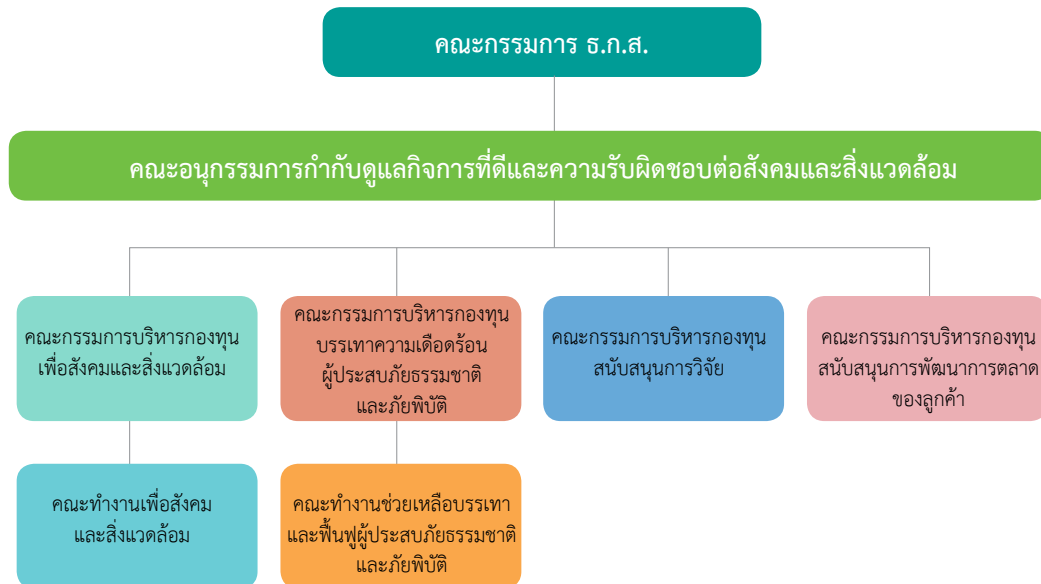 คณะกรรมการ ธ.ก.ส.
คณะอนุกรรมการกำกับดูแลกิจการที่ดีและความรับผิดชอบต่อสังคมและสิ่งแวดล้อม
คณะกรรมการบริหารกองทุน
เพื่อสังคมและสิ่งแวดล้อม
คณะกรรมการบริหารกองทุน
บรรเทาความเดือดร้อน
ผู้ประสบภัยธรรมชาติ
และภัยพิบัติ
คณะกรรมการบริหารกองทุน
สนับสนุนการวิจัย
คณะกรรมการบริหารกองทุน
สนับสนุนการพัฒนาการตลาด
ของลูกค้า
คณะทำงานเพื่อสังคม
และสิ่งแวดล้อม
คณะทำงานช่วยเหลือบรรเทา
และฟื้นฟูผู้ประสบภัยธรรมชาติ
และภัยพิบัติ